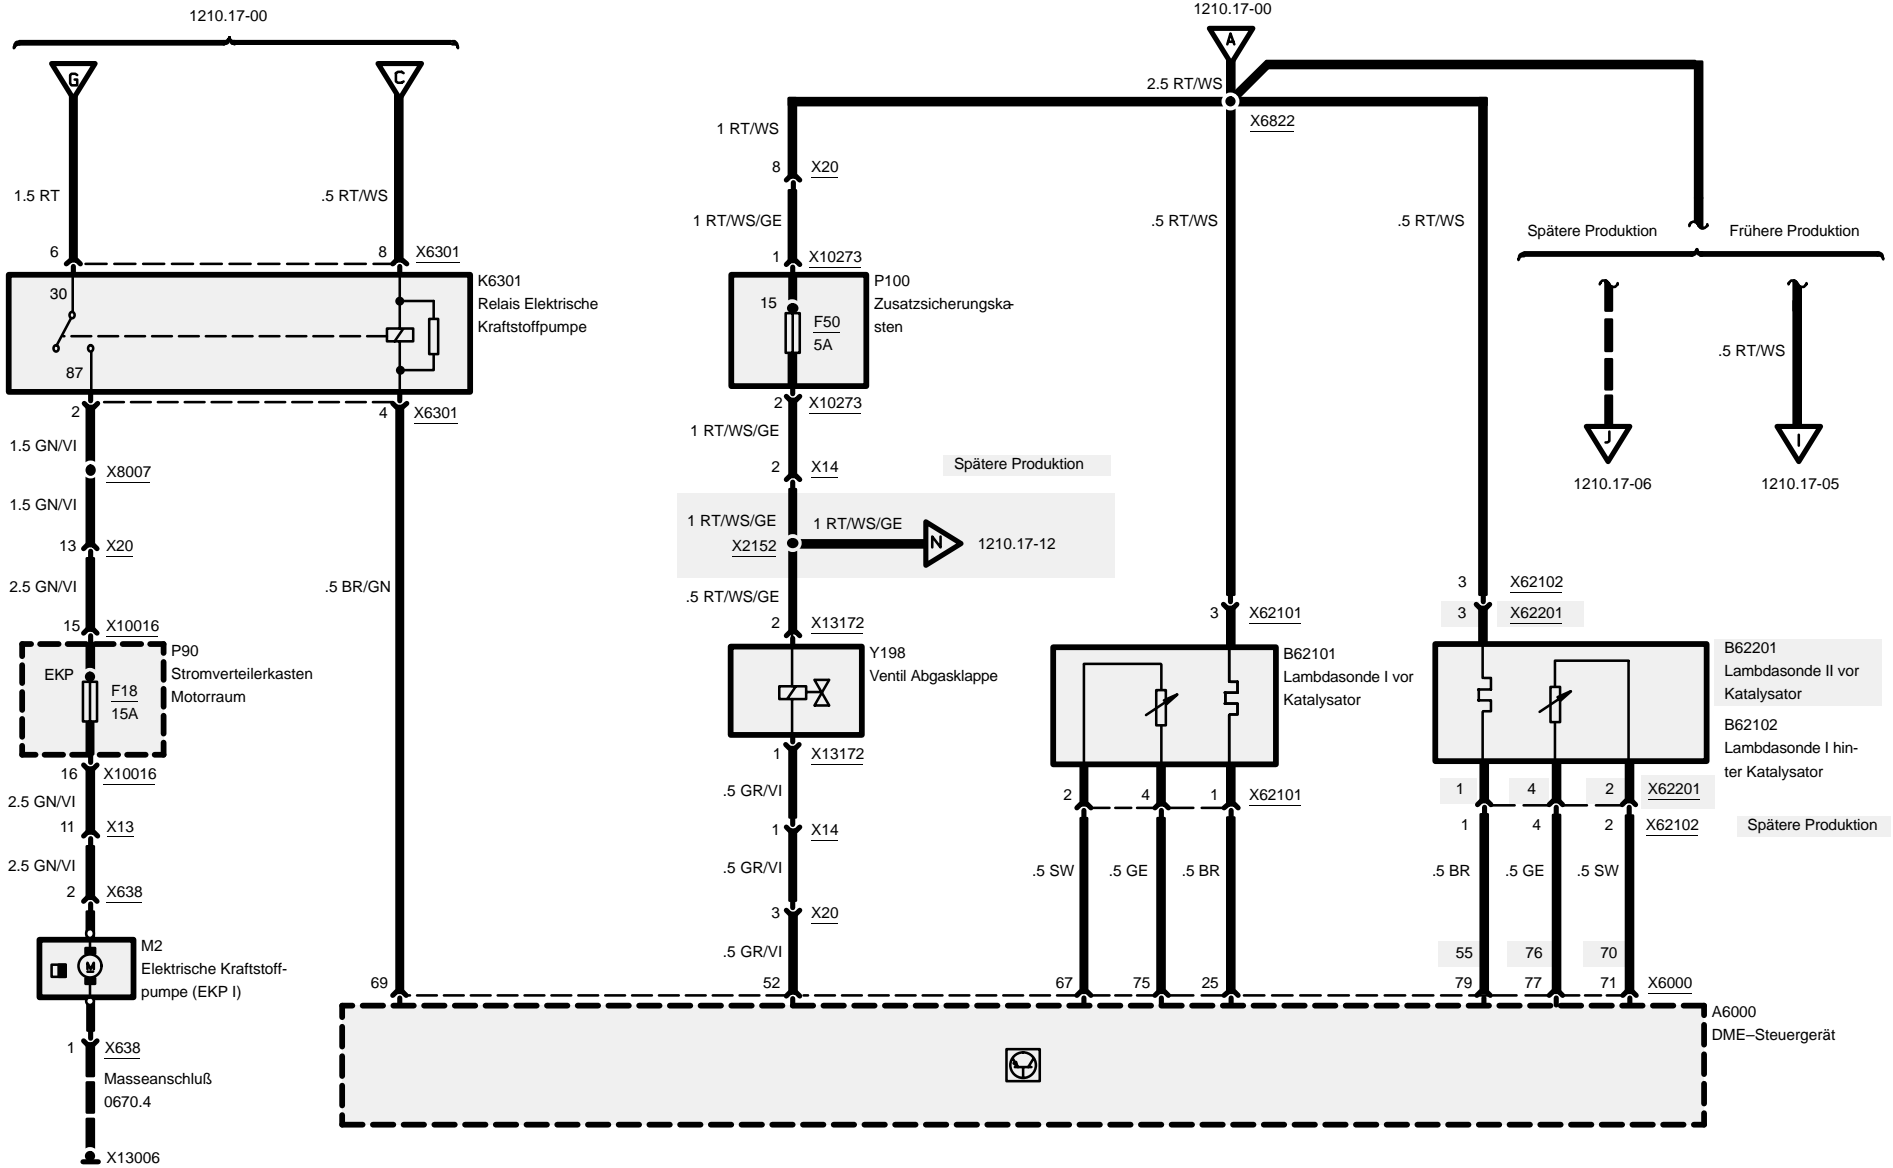 1210.17-00
1210.17-00
G
C
A
2.5 RT/WS
X6822
1 RT/WS
8 X20
1.5 RT
.5 RT/WS
1 RT/WS/GE
.5 RT/WS
.5 RT/WS
Spätere Produktion
Frühere Produktion
6
8 X6301
1 X10273
K6301
Relais Elektrische
Kraftstoffpumpe
30
87
P100
Zusatzsicherungska-
sten
15
F50
5A
.5 RT/WS
2
4 X6301
2 X10273
1.5 GN/VI
1 RT/WS/GE
J
I
X8007
2 X14
Spätere Produktion
1210.17-06
1210.17-05
1.5 GN/VI
1 RT/WS/GE
1 RT/WS/GE
13 X20
X2152
N
1210.17-12
2.5 GN/VI
.5 BR/GN
.5 RT/WS/GE
3 X62102
3 X62101
3 X62201
15 X10016
2 X13172
P90
Stromverteilerkasten
Motorraum
EKP
F18
15A
Y198
Ventil Abgasklappe
B62101
Lambdasonde I vor
Katalysator
B62201
Lambdasonde II vor
Katalysator
B62102
Lambdasonde I hin-
ter Katalysator
16 X10016
1 X13172
2 4 1 X62101
1 4 2 X62201
2.5 GN/VI
.5 GR/VI
11 X13
1 X14
1 4 2 X62102
Spätere Produktion
2.5 GN/VI
.5 GR/VI
.5 SW .5 GE .5 BR
.5 BR .5 GE .5 SW
2 X638
3 X20
M2
Elektrische Kraftstoff-
pumpe (EKP I)
M
.5 GR/VI
55 76 70
69 52 67 75 25 79 77 71 X6000
A6000
DME–Steuergerät
1 X638
Masseanschluß
0670.4
X13006